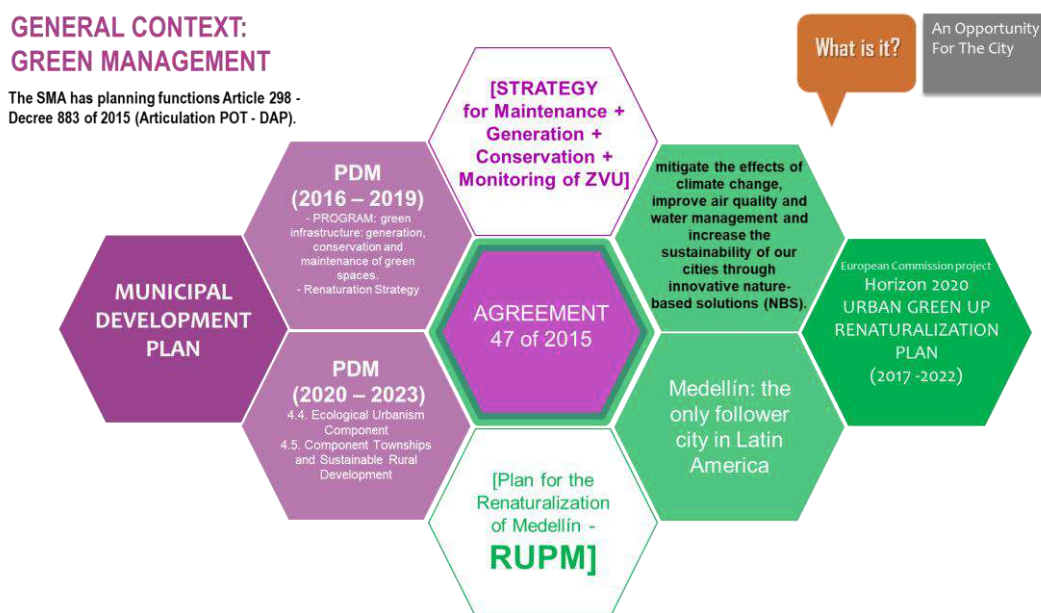 GENERAL CONTEXT:
GREEN MANAGEMENT
The SMA has planning functions Article 298 -
Decree 883 of 2015 (Articulation POT - DAP).
What is it?
An Opportunity
For The City
[STRATEGY
for Maintenance +
Generation +
Conservation +
Monitoring of ZVU]
PDM
(2016 – 2019)
- PROGRAM: green
infrastructure: generation,
conservation and
maintenance of green
spaces.
- Renaturation Strategy
mitigate the effects of
climate change,
improve air quality and
water management and
increase the
sustainability of our
cities through
innovative nature-
based solutions (NBS).
MUNICIPAL
DEVELOPMENT
PLAN
AGREEMENT
47 of 2015
European Commission project
Horizon 2020
URBAN GREEN UP
RENATURALIZATION
PLAN
(2017 -2022)
PDM
(2020 – 2023)
4.4. Ecological Urbanism
Component
4.5. Component Townships
and Sustainable Rural
Development
Medellín: the
only follower
city in Latin
America
[Plan for the
Renaturalization
of Medellín -
RUPM]